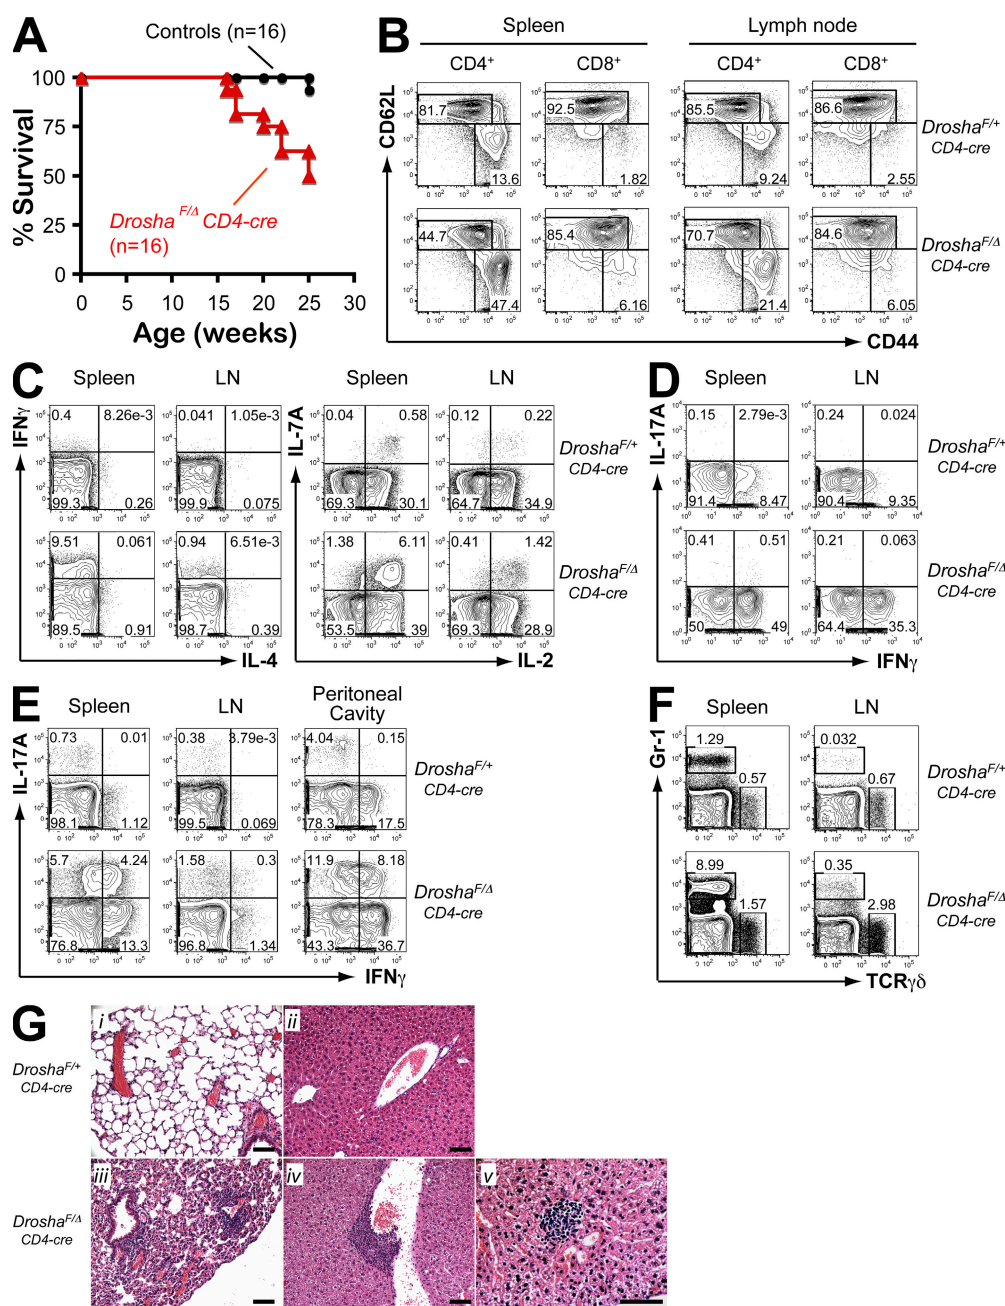 A
Controls (n=16)
% Survival
100
75
50
25
0
Drosha F/Δ CD4-cre
(n=16)
0 5 10 15 20 25 30
Age (weeks)
B
Spleen Lymph node
CD4+ CD8+ CD4+ CD8+
CD62L
81.7 92.5 85.5 86.6
13.6 1.82 9.24 2.55
DroshaF/+
CD4-cre
44.7 85.4 70.7 84.6
47.4 6.16 21.4 6.05
DroshaF/Δ
CD4-cre
CD44
C
Spleen LN Spleen LN
IFNγ IL-7A
0.4 8.26e-3 0.041 1.05e-3 0.04 0.58 0.12 0.22
99.3 0.26 99.9 0.075 69.3 30.1 64.7 34.9
DroshaF/+
CD4-cre
9.51 0.061 0.94 6.51e-3 1.38 6.11 0.41 1.42
89.5 0.91 98.7 0.39 53.5 39 69.3 28.9
DroshaF/Δ
CD4-cre
IL-4 IL-2
D
Spleen LN
IL-17A
0.15 2.79e-3 0.24 0.024
91.4 8.47 90.4 9.35
DroshaF/+
CD4-cre
0.41 0.51 0.21 0.063
50 49 64.4 35.3
DroshaF/Δ
CD4-cre
IFNγ
E
Spleen LN Peritoneal
Cavity
IL-17A
0.73 0.01 0.38 3.79e-3 4.04 0.15
98.1 1.12 99.5 0.069 78.3 17.5
DroshaF/+
CD4-cre
5.7 4.24 1.58 0.3 11.9 8.18
76.8 13.3 96.8 1.34 43.3 36.7
DroshaF/Δ
CD4-cre
IFNγ
F
Spleen LN
Gr-1
1.29 0.032
0.57 0.67
DroshaF/+
CD4-cre
8.99 0.35
1.57 2.98
DroshaF/Δ
CD4-cre
TCRγδ
G
i ii
DroshaF/+
CD4-cre
iii iv v
DroshaF/Δ
CD4-cre